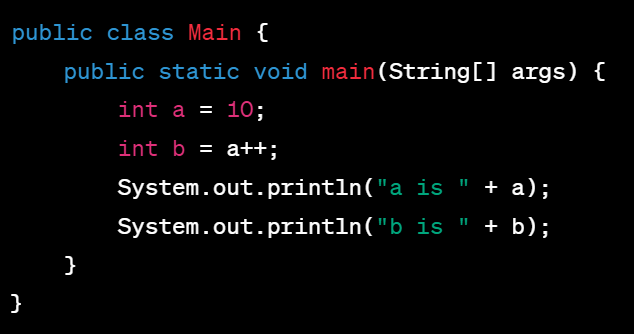 public class Main {
    public static void main(String[] args) {
        int a = 10;
        int b = a++;
        System.out.println("a is " + a);
        System.out.println("b is " + b);
    }
}